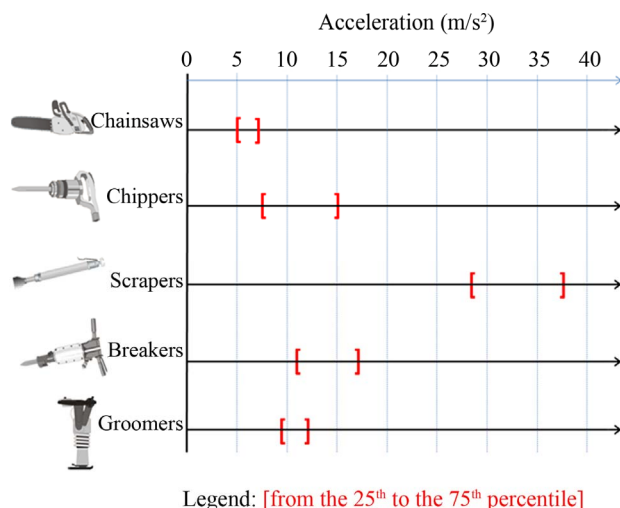 Acceleration (m/s²)
0 5 10 15 20 25 30 35 40
Chainsaws
Chippers
Scrapers
Breakers
Groomers
Legend: [from the 25th to the 75th percentile]